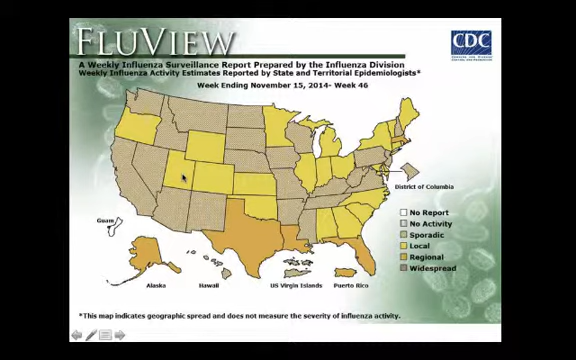 FLUVIEW
CDC
A Weekly Influenza Surveillance Report Prepared by the Influenza Division
Weekly Influenza Activity Estimates Reported by State and Territorial Epidemiologists*
Week Ending November 15, 2014- Week 46
District of Columbia
Guam
No Report
No Activity
Sporadic
Local
Regional
Widespread
Alaska
Hawaii
US Virgin Islands
Puerto Rico
*This map indicates geographic spread and does not measure the severity of influenza activity.